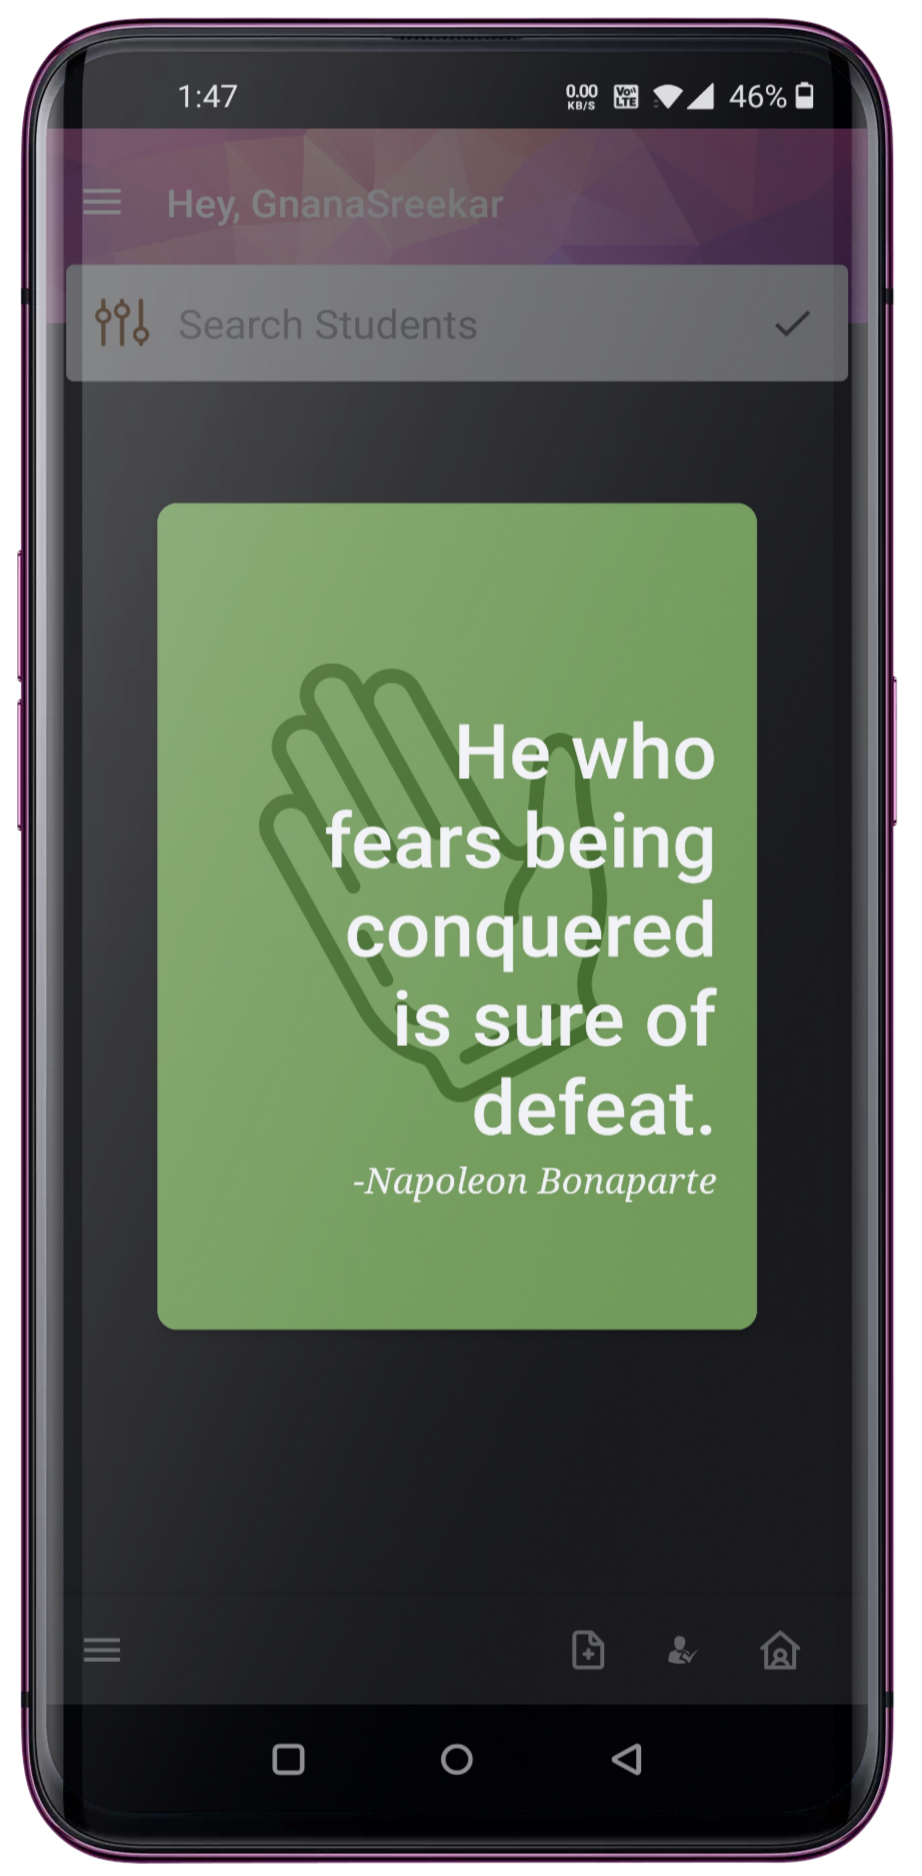 1:47
0.00
KB/S
Vo))
LTE
46%
Hey, GnanaSreekar
Search Students
He who
fears being
conquered
is sure of
defeat.
-Napoleon Bonaparte